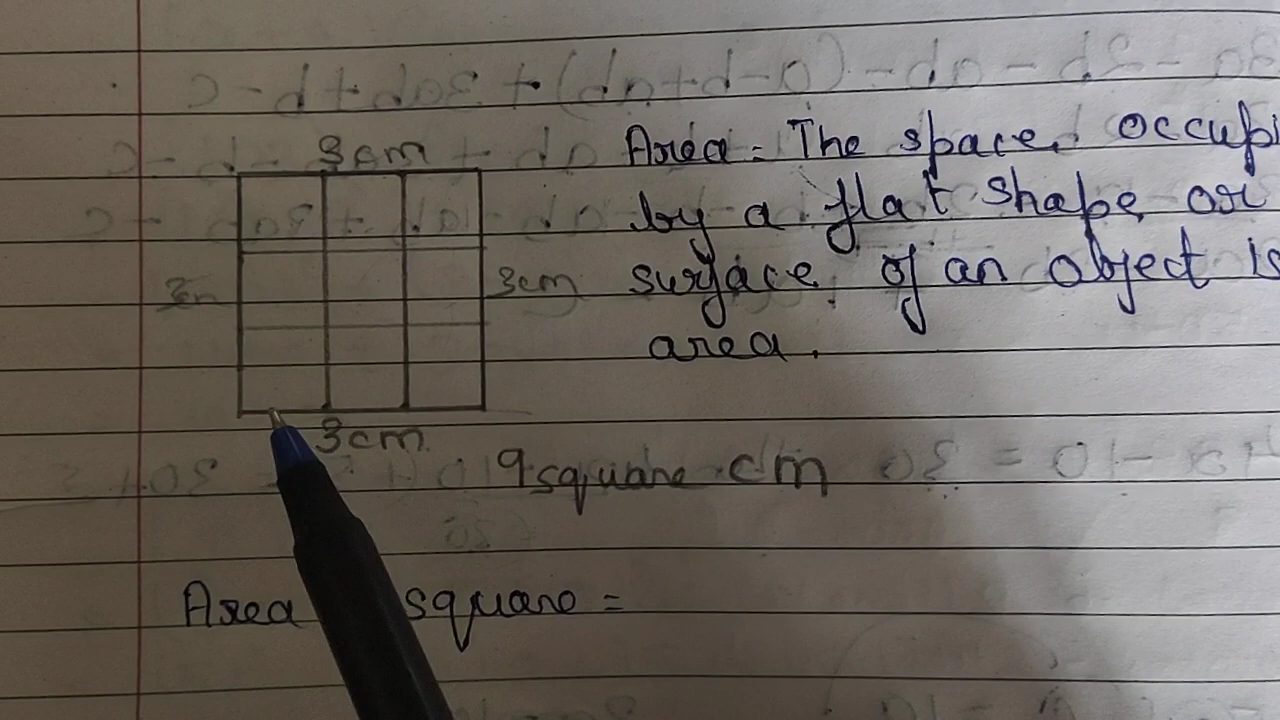 3cm
Area = The space occupi
by a flat shape or
3cm
surface of an object is
area.
3cm
9 square cm
Area square =